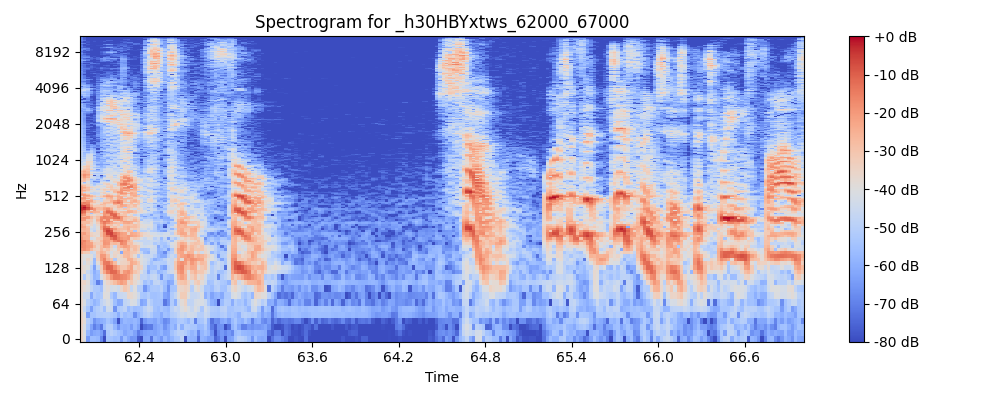 Spectrogram for _h30HBYxtws_62000_67000
Hz
8192
4096
2048
1024
512
256
128
64
0
62.4 63.0 63.6 64.2 64.8 65.4 66.0 66.6
Time
+0 dB
-10 dB
-20 dB
-30 dB
-40 dB
-50 dB
-60 dB
-70 dB
-80 dB